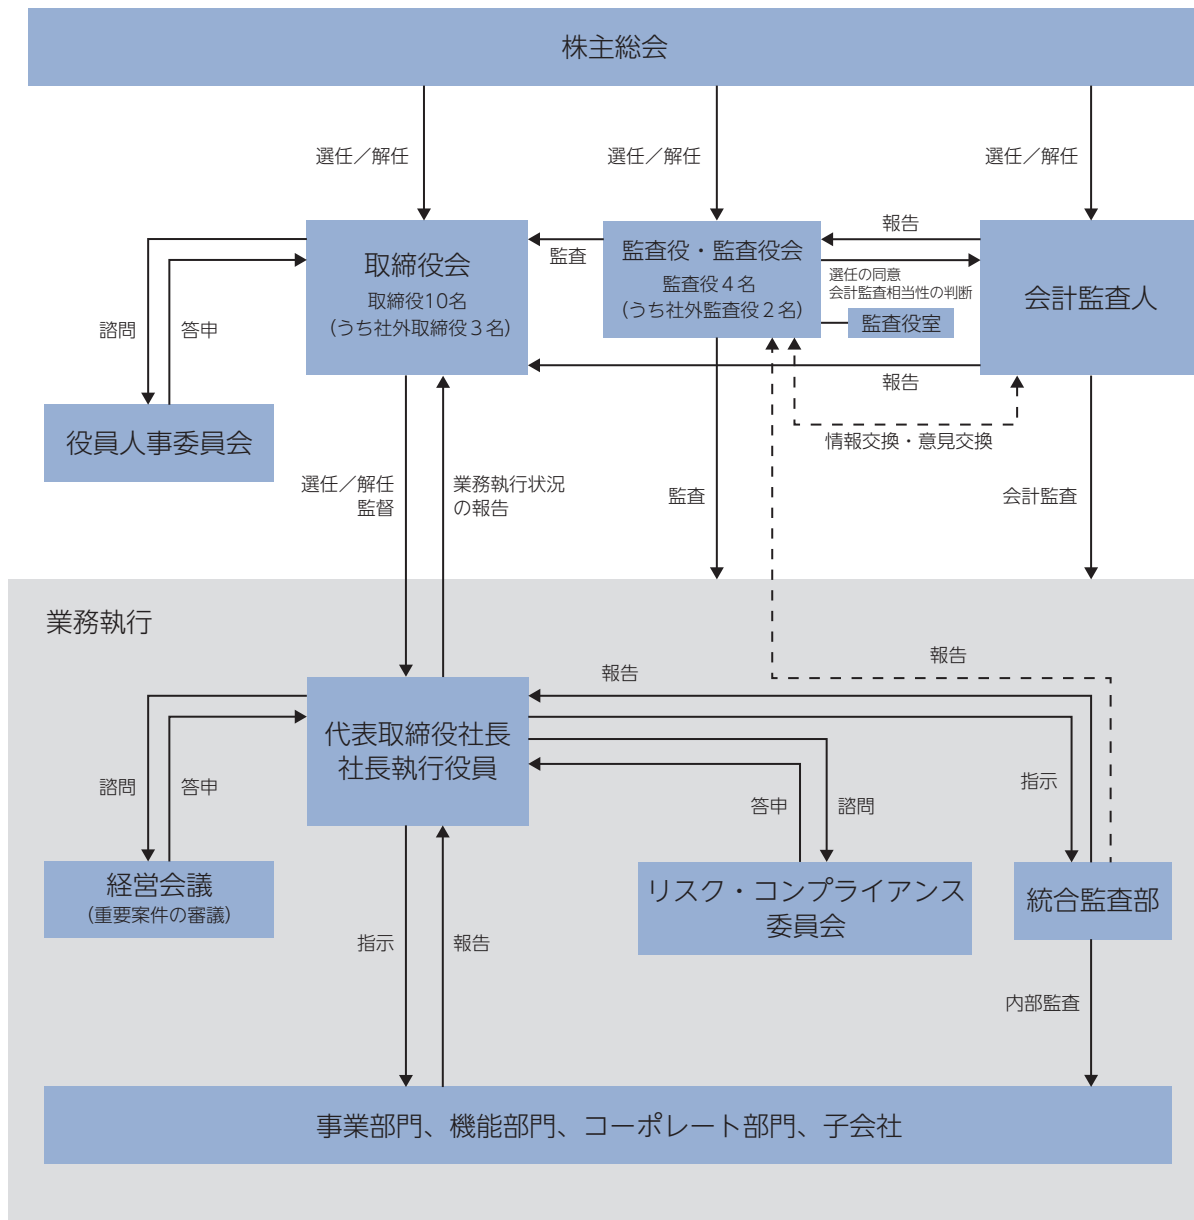 株主総会
選任／解任
選任／解任
選任／解任
取締役会
取締役10名
(うち社外取締役３名)
監査
監査役・監査役会
監査役４名
(うち社外監査役２名)
報告
選任の同意
会計監査相当性の判断
監査役室
会計監査人
諮問
答申
報告
役員人事委員会
情報交換・意見交換
選任／解任
監督
業務執行状況
の報告
監査
会計監査
業務執行
報告
報告
代表取締役社長
社長執行役員
諮問
答申
答申
諮問
指示
経営会議
(重要案件の審議)
リスク・コンプライアンス
委員会
統合監査部
指示
報告
内部監査
事業部門、機能部門、コーポレート部門、子会社